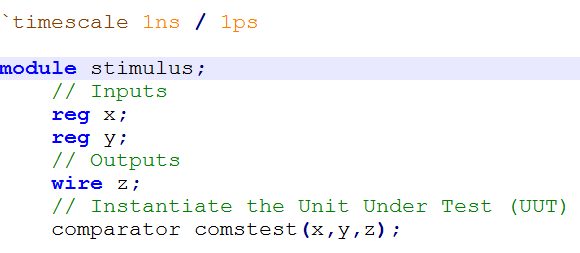 `timescale 1ns / 1ps
module stimulus;
// Inputs
reg x;
reg y;
// Outputs
wire z;
// Instantiate the Unit Under Test (UUT)
comparator comstest(x,y,z);